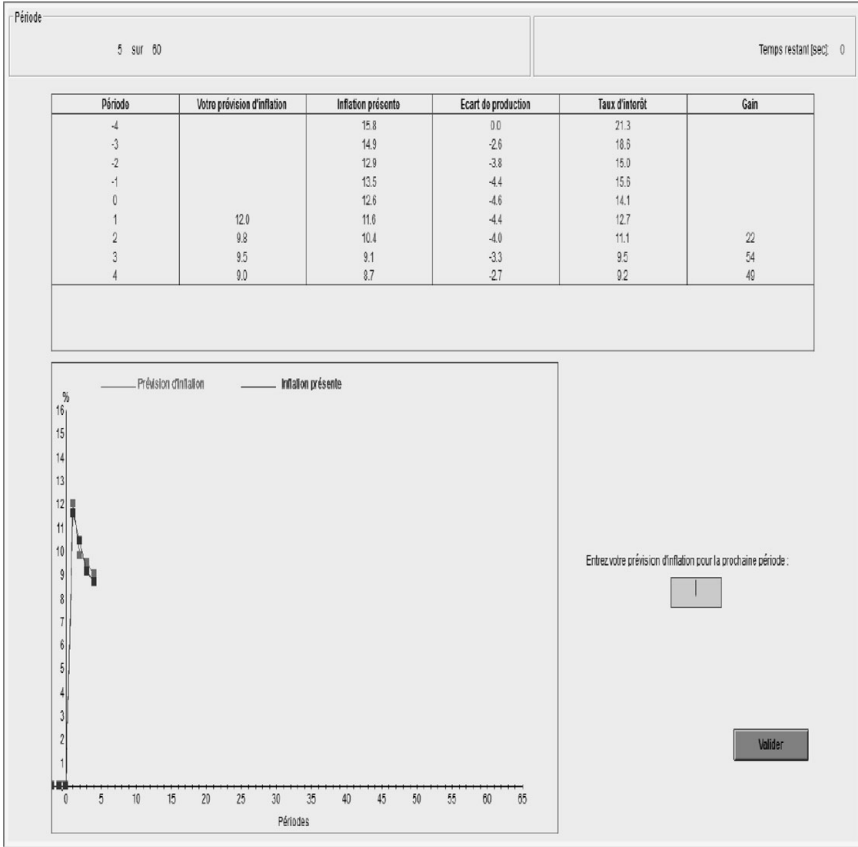 Période
5 sur 60
Temps restant [sec]: 0
Période Votre prévision d'inflation Inflation présente Ecart de production Taux d'interêt Gain
-4 15.8 0.0 21.3
-3 14.9 -2.6 18.6
-2 12.9 -3.8 15.0
-1 13.5 -4.4 15.6
0 12.6 -4.6 14.1
1 12.0 11.6 -4.4 12.7
2 9.8 10.4 -4.0 11.1 22
3 9.5 9.1 -3.3 9.5 54
4 9.0 8.7 -2.7 9.2 49
Prévision d'inflation Inflation présente
%
16
15
14
13
12
11
10
9
8
7
6
5
4
3
2
1
0 5 10 15 20 25 30 35 40 45 50 55 60 65
Périodes
Entrez votre prévision d'inflation pour la prochaine période :
Valider